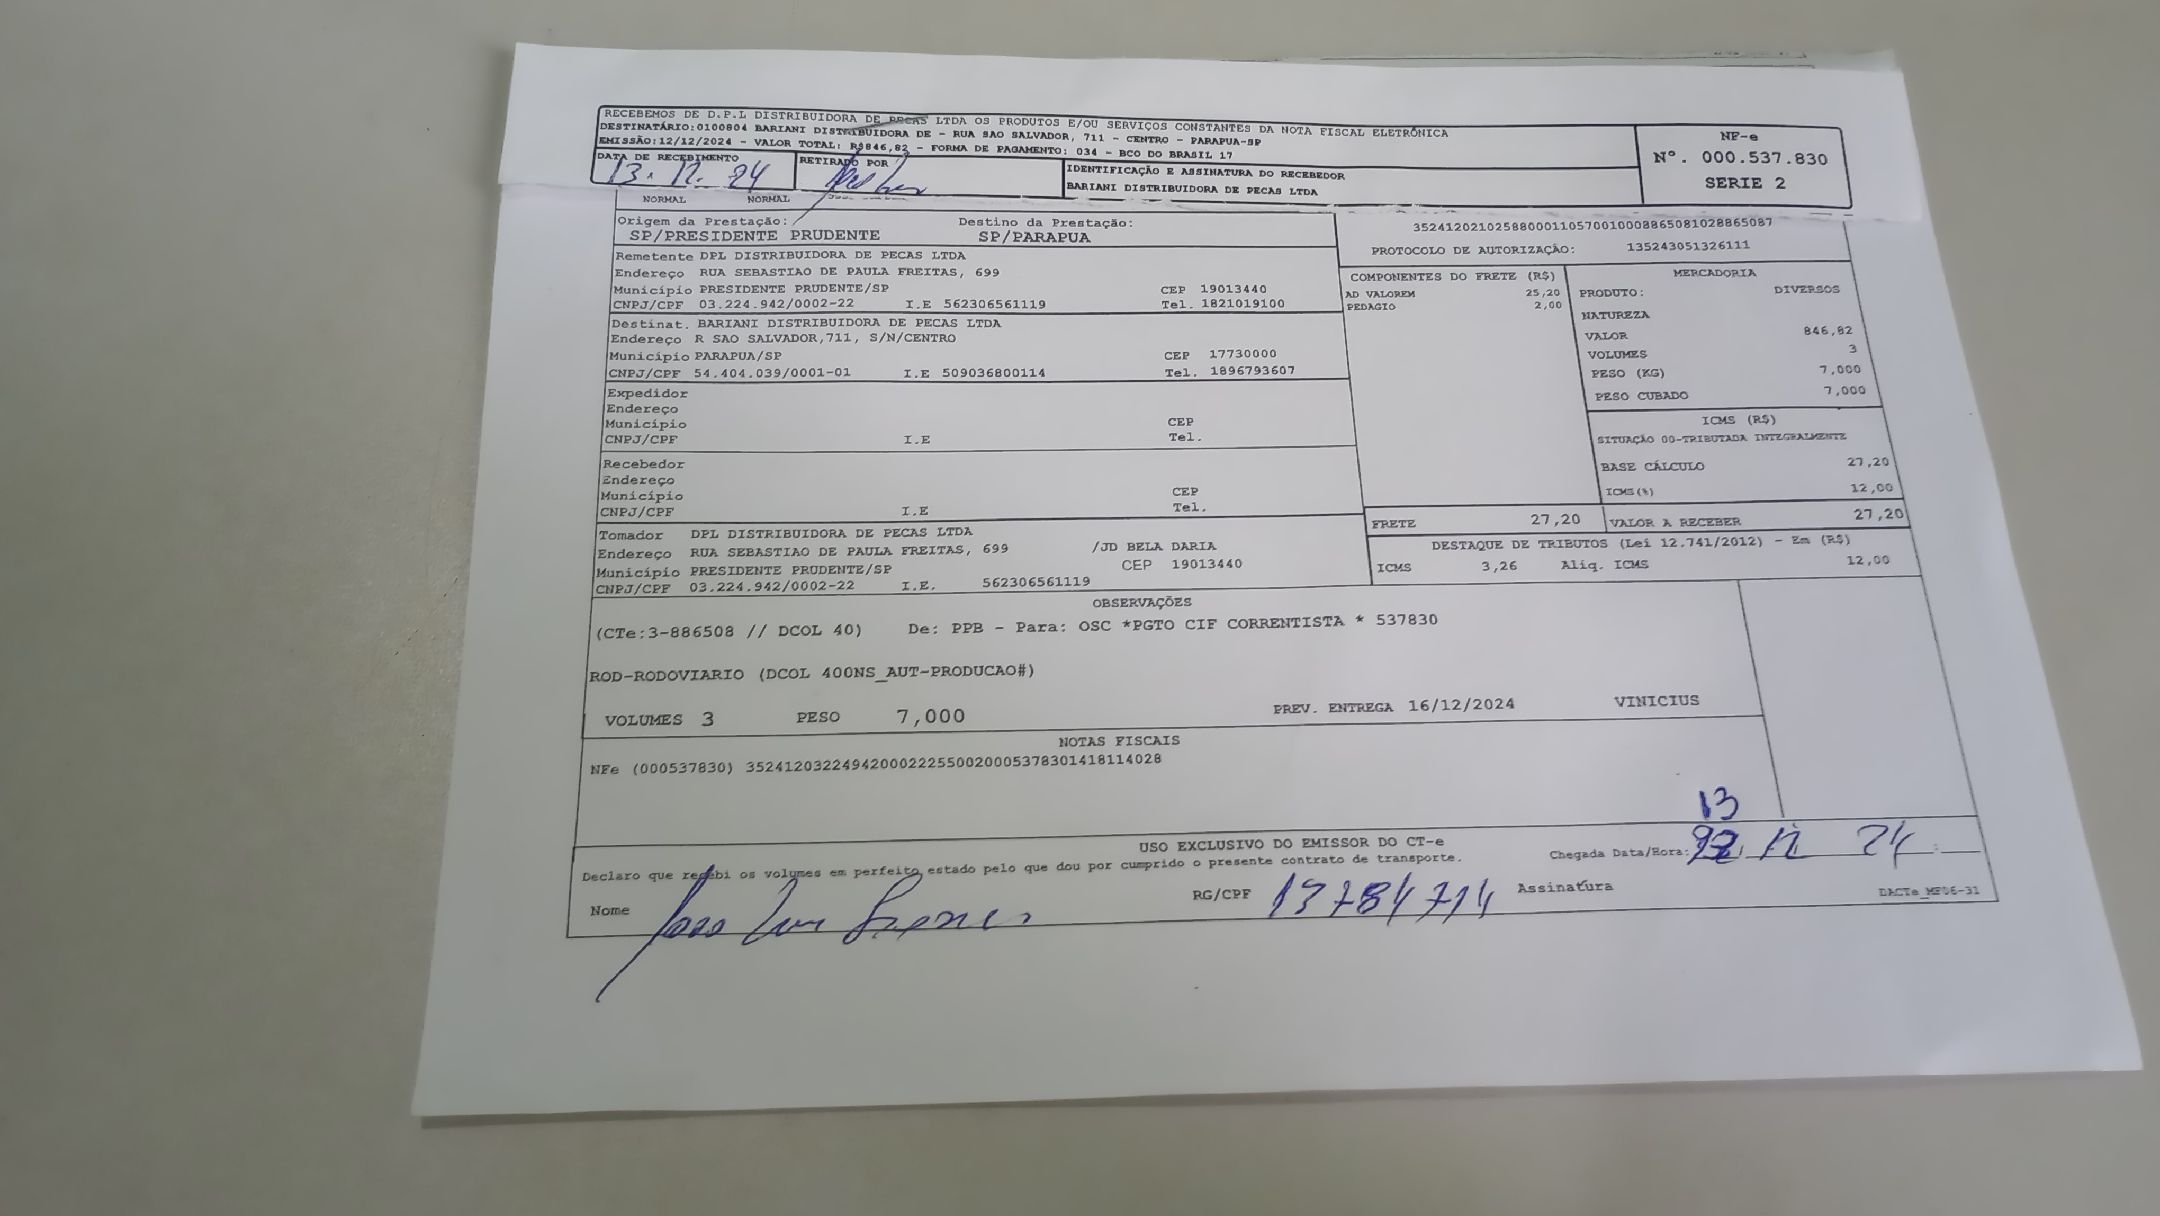 RECEBEMOS DE D.P.L DISTRIBUIDORA DE PECAS LTDA OS PRODUTOS E/OU SERVIÇOS CONSTANTES DA NOTA FISCAL ELETRÔNICA
DESTINATÁRIO:0100804 BARIANI DISTRIBUIDORA DE - RUA SAO SALVADOR, 711 - CENTRO - PARAPUA-SP
EMISSÃO:12/12/2024 - VALOR TOTAL: R$846,82 - FORMA DE PAGAMENTO: 034 - BCO DO BRASIL 17
NF-e
Nº. 000.537.830
SERIE 2
DATA DE RECEBIMENTO
13. 12. 24
RETIRADO POR
IDENTIFICAÇÃO E ASSINATURA DO RECEBEDOR
BARIANI DISTRIBUIDORA DE PECAS LTDA
NORMAL NORMAL
Origem da Prestação: Destino da Prestação:
SP/PRESIDENTE PRUDENTE SP/PARAPUA
35241202102588000110570010008865081028865087
PROTOCOLO DE AUTORIZAÇÃO: 135243051326111
Remetente DPL DISTRIBUIDORA DE PECAS LTDA
Endereço RUA SEBASTIAO DE PAULA FREITAS, 699
Município PRESIDENTE PRUDENTE/SP CEP 19013440
CNPJ/CPF 03.224.942/0002-22 I.E 562306561119 Tel. 1821019100
Destinat. BARIANI DISTRIBUIDORA DE PECAS LTDA
Endereço R SAO SALVADOR,711, S/N/CENTRO
Município PARAPUA/SP CEP 17730000
CNPJ/CPF 54.404.039/0001-01 I.E 509036800114 Tel. 1896793607
Expedidor
Endereço
Município CEP
CNPJ/CPF I.E Tel.
Recebedor
Endereço
Município CEP
CNPJ/CPF I.E Tel.
Tomador DPL DISTRIBUIDORA DE PECAS LTDA
Endereço RUA SEBASTIAO DE PAULA FREITAS, 699 /JD BELA DARIA
Município PRESIDENTE PRUDENTE/SP CEP 19013440
CNPJ/CPF 03.224.942/0002-22 I.E. 562306561119
COMPONENTES DO FRETE (R$)
AD VALOREM 25,20
PEDAGIO 2,00
MERCADORIA
PRODUTO: DIVERSOS
NATUREZA
VALOR 846,82
VOLUMES 3
PESO (KG) 7,000
PESO CUBADO 7,000
ICMS (R$)
SITUAÇÃO 00-TRIBUTADA INTEGRALMENTE
BASE CÁLCULO 27,20
ICMS(%) 12,00
FRETE 27,20 VALOR A RECEBER 27,20
DESTAQUE DE TRIBUTOS (Lei 12.741/2012) - Em (R$)
ICMS 3,26 Aliq. ICMS 12,00
OBSERVAÇÕES
(CTe:3-886508 // DCOL 40) De: PPB - Para: OSC *PGTO CIF CORRENTISTA * 537830
ROD-RODOVIARIO (DCOL 400NS_AUT-PRODUCAO#)
VOLUMES 3 PESO 7,000 PREV. ENTREGA 16/12/2024 VINICIUS
NOTAS FISCAIS
NFe (000537830) 35241203224942000222550020005378301418114028
USO EXCLUSIVO DO EMISSOR DO CT-e
Declaro que recebi os volumes em perfeito estado pelo que dou por cumprido o presente contrato de transporte.
13
Chegada Data/Hora: 12 24
Nome RG/CPF 13784714 Assinatura
DACTe_MF06-31